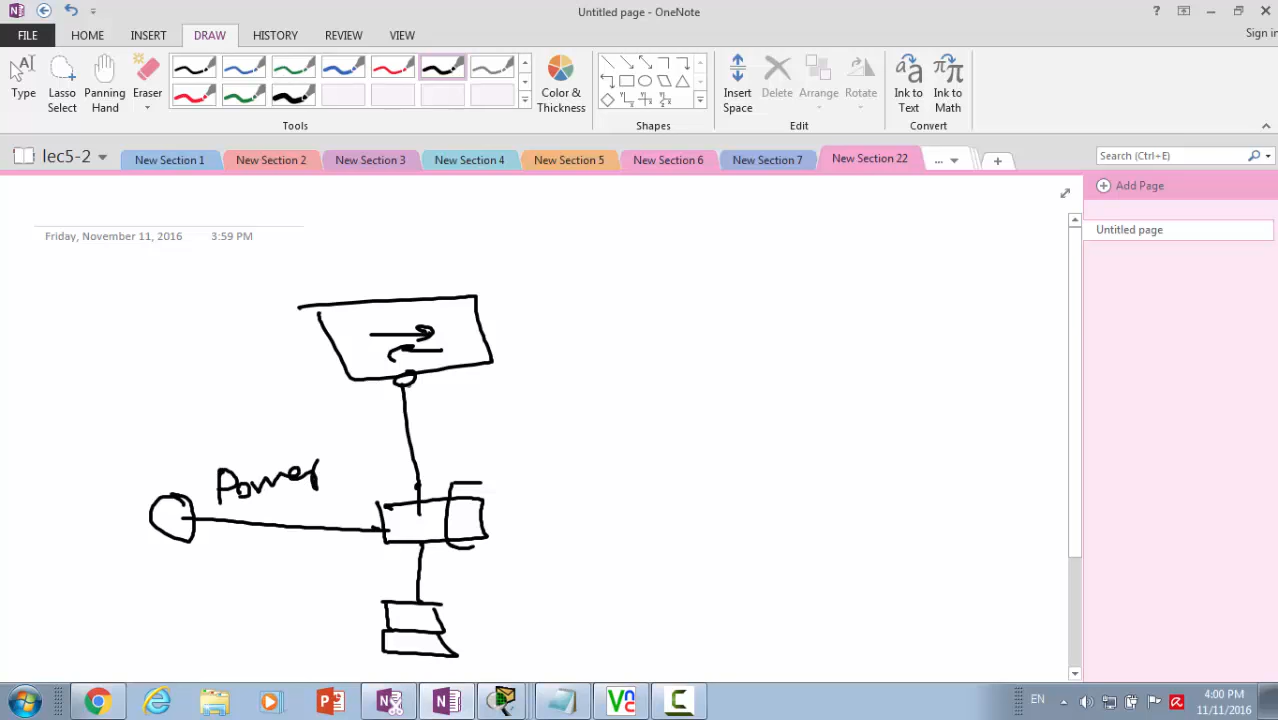 Untitled page - OneNote
?
FILE HOME INSERT DRAW HISTORY REVIEW VIEW
Sign in
Type
Lasso Select
Panning Hand
Eraser
Color & Thickness
Insert Space
Delete
Arrange
Rotate
Ink to Text
Ink to Math
Tools
Shapes
Edit
Convert
lec5-2
New Section 1 New Section 2 New Section 3 New Section 4 New Section 5 New Section 6 New Section 7 New Section 22 ...
Search (Ctrl+E)
Add Page
Untitled page
Friday, November 11, 2016 3:59 PM
Power
EN
4:00 PM
11/11/2016